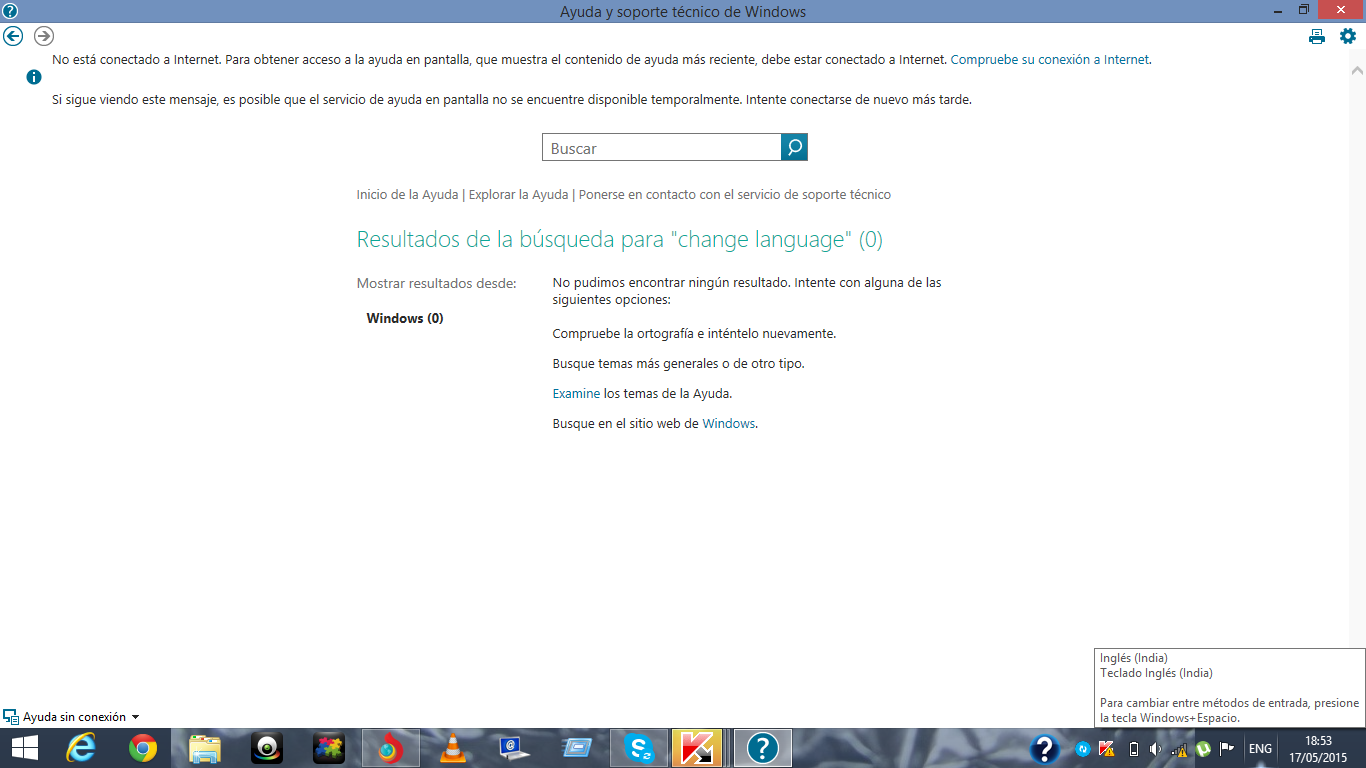 Ayuda y soporte técnico de Windows
No está conectado a Internet. Para obtener acceso a la ayuda en pantalla, que muestra el contenido de ayuda más reciente, debe estar conectado a Internet. Compruebe su conexión a Internet.
Si sigue viendo este mensaje, es posible que el servicio de ayuda en pantalla no se encuentre disponible temporalmente. Intente conectarse de nuevo más tarde.
Buscar
Inicio de la Ayuda | Explorar la Ayuda | Ponerse en contacto con el servicio de soporte técnico
Resultados de la búsqueda para "change language" (0)
Mostrar resultados desde:
Windows (0)
No pudimos encontrar ningún resultado. Intente con alguna de las
siguientes opciones:
Compruebe la ortografía e inténtelo nuevamente.
Busque temas más generales o de otro tipo.
Examine los temas de la Ayuda.
Busque en el sitio web de Windows.
Inglés (India)
Teclado Inglés (India)
Para cambiar entre métodos de entrada, presione
la tecla Windows+Espacio.
Ayuda sin conexión
ENG
18:53
17/05/2015